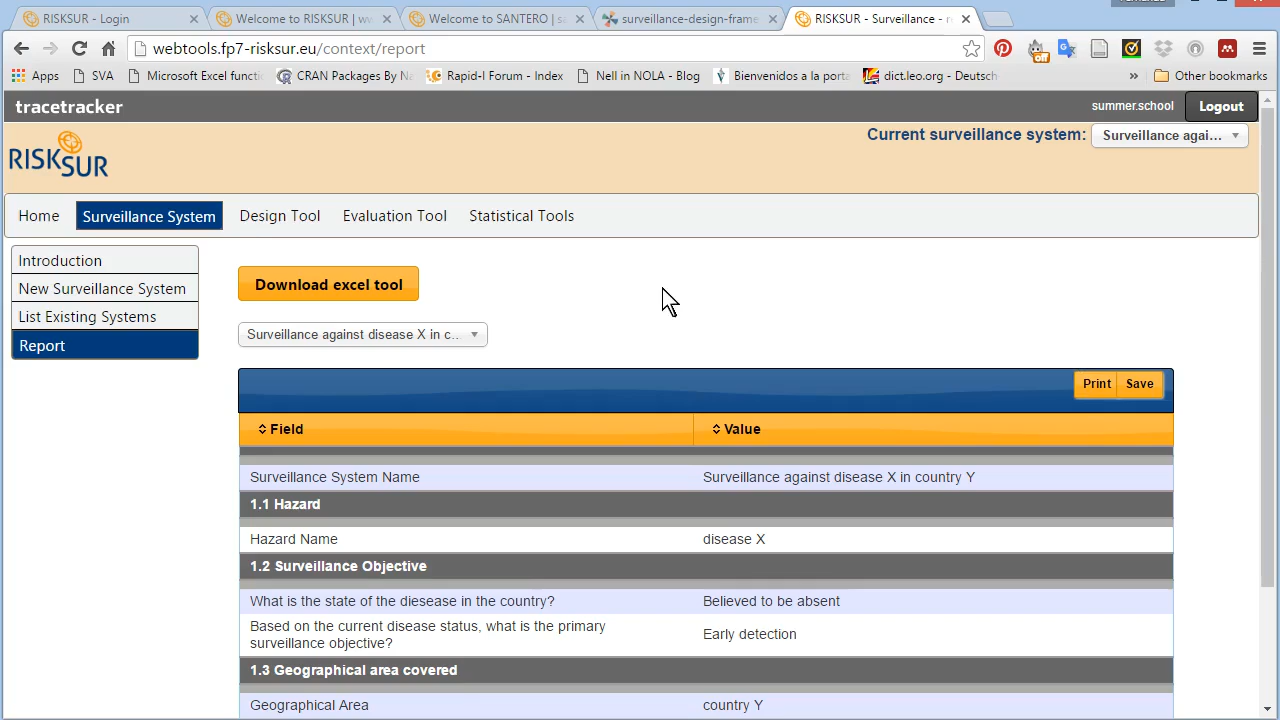 RISKSUR - Login
Welcome to RISKSUR | w
Welcome to SANTERO | s
surveillance-design-frame
RISKSUR - Surveillance - r
webtools.fp7-risksur.eu/context/report
off
Apps
SVA
Microsoft Excel functi
CRAN Packages By Na
Rapid-I Forum - Index
Nell in NOLA - Blog
Bienvenidos a la porta
dict.leo.org - Deutsch
»
Other bookmarks
tracetracker
summer.school
Logout
RISKSUR
Current surveillance system:
Surveillance agai...
Home
Surveillance System
Design Tool
Evaluation Tool
Statistical Tools
Introduction
New Surveillance System
List Existing Systems
Report
Download excel tool
Surveillance against disease X in c...
Print
Save
Field
Value
Surveillance System Name
Surveillance against disease X in country Y
1.1 Hazard
Hazard Name
disease X
1.2 Surveillance Objective
What is the state of the diesease in the country?
Believed to be absent
Based on the current disease status, what is the primary
surveillance objective?
Early detection
1.3 Geographical area covered
Geographical Area
country Y